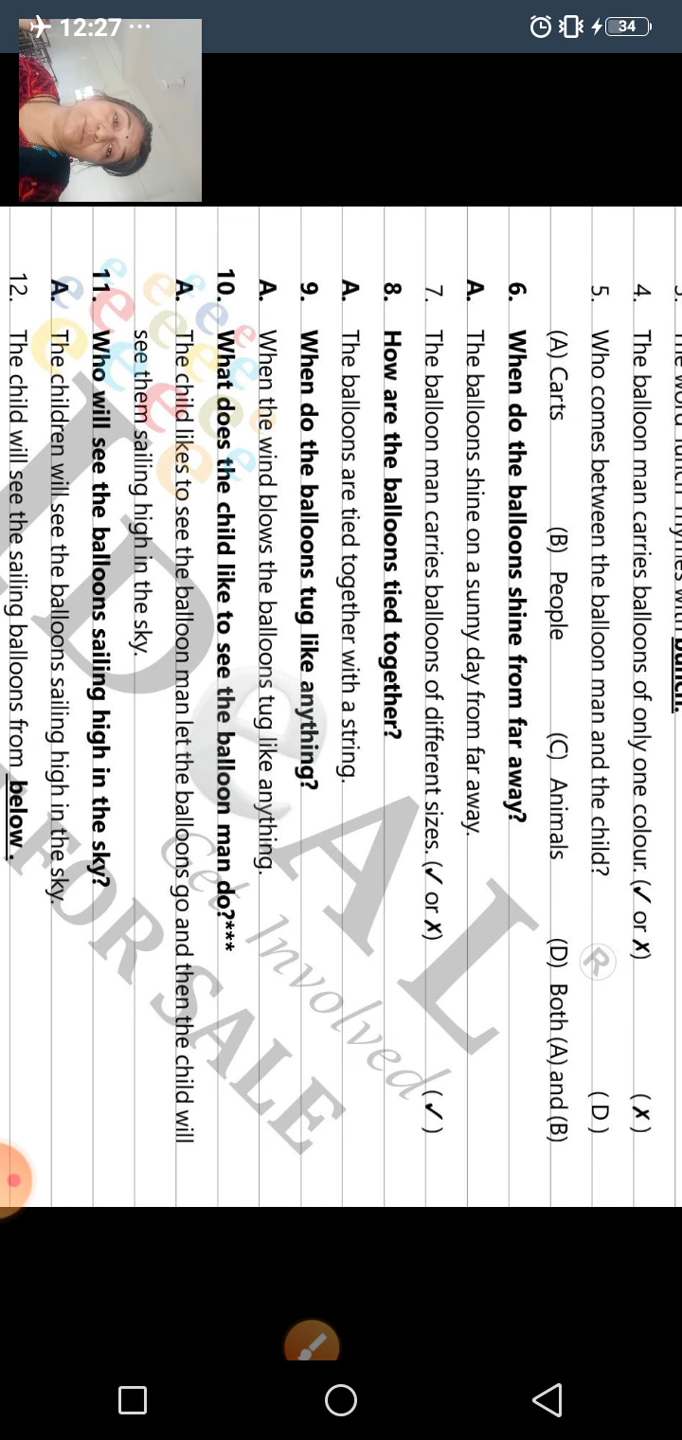 12:27 ...
34
4. The balloon man carries balloons of only one colour. (✓ or X) ( X )
5. Who comes between the balloon man and the child? ( D )
(A) Carts (B) People (C) Animals (D) Both (A) and (B)
6. When do the balloons shine from far away?
A. The balloons shine on a sunny day from far away.
7. The balloon man carries balloons of different sizes. (✓ or X) ( ✓ )
8. How are the balloons tied together?
A. The balloons are tied together with a string.
9. When do the balloons tug like anything?
A. When the wind blows the balloons tug like anything.
10. What does the child like to see the balloon man do?***
A. The child likes to see the balloon man let the balloons go and then the child will
see them sailing high in the sky.
11. Who will see the balloons sailing high in the sky?
A. The children will see the balloons sailing high in the sky.
12. The child will see the sailing balloons from below.
IDeAL
R
Get Involved
FOR SALE